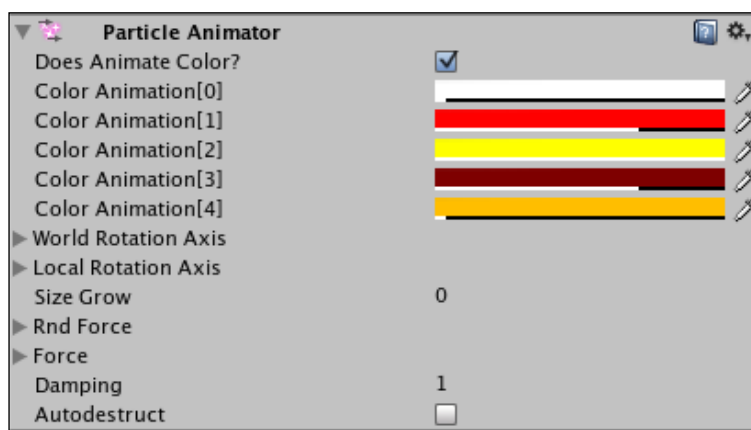 Particle Animator
Does Animate Color?
Color Animation[0]
Color Animation[1]
Color Animation[2]
Color Animation[3]
Color Animation[4]
World Rotation Axis
Local Rotation Axis
Size Grow 0
Rnd Force
Force
Damping 1
Autodestruct